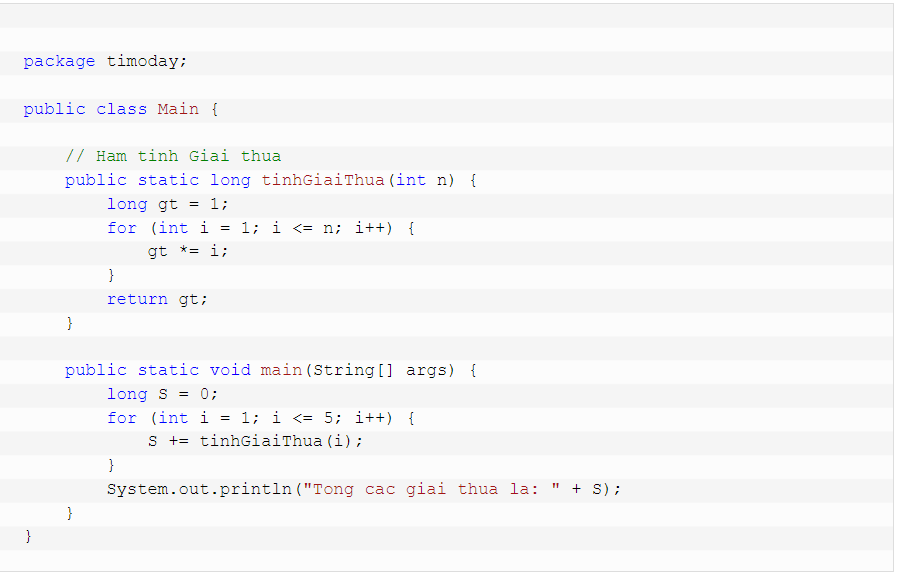 package timoday;
public class Main {
// Ham tinh Giai thua
public static long tinhGiaiThua(int n) {
long gt = 1;
for (int i = 1; i <= n; i++) {
gt *= i;
}
return gt;
}
public static void main(String[] args) {
long S = 0;
for (int i = 1; i <= 5; i++) {
S += tinhGiaiThua(i);
}
System.out.println("Tong cac giai thua la: " + S);
}
}